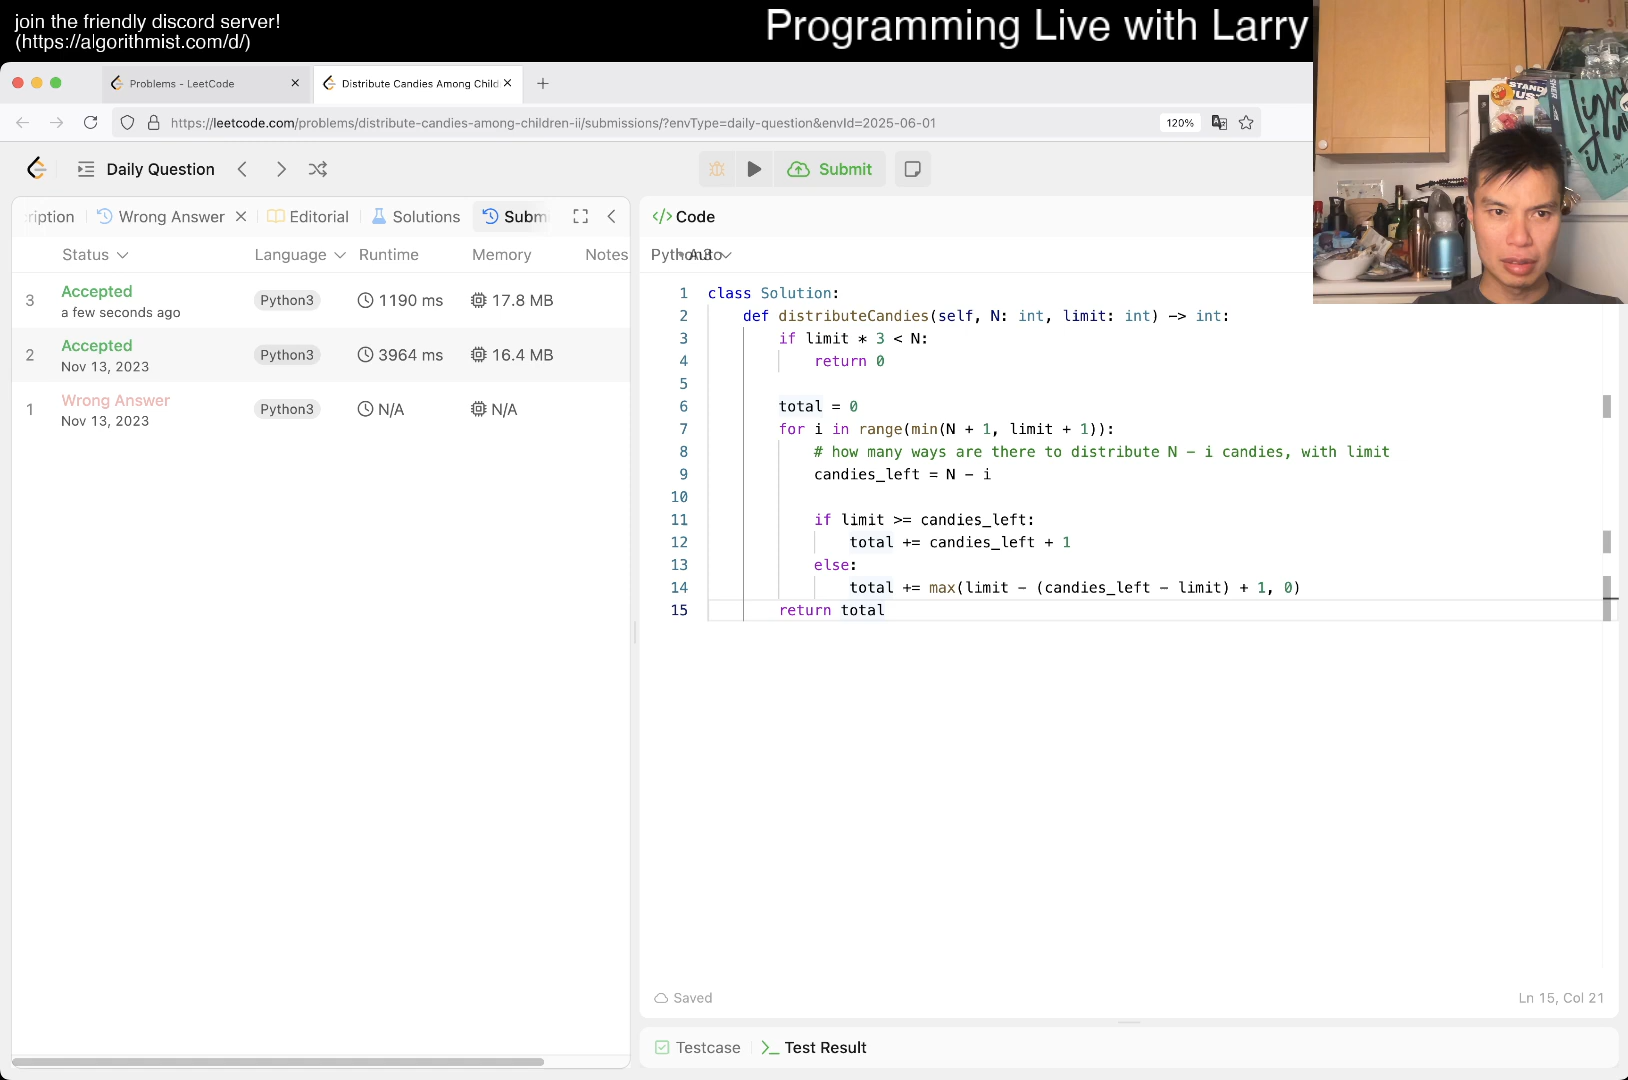 join the friendly discord server!
(https://algorithmist.com/d/)
Programming Live with Larry
Problems - LeetCode
Distribute Candies Among Child
https://leetcode.com/problems/distribute-candies-among-children-ii/submissions/?envType=daily-question&envId=2025-06-01
120%
Daily Question
Submit
ription
Wrong Answer
Editorial
Solutions
Subm
Status
Language
Runtime
Memory
Notes
3 Accepted Python3 1190 ms 17.8 MB
a few seconds ago
2 Accepted Python3 3964 ms 16.4 MB
Nov 13, 2023
1 Wrong Answer Python3 N/A N/A
Nov 13, 2023
</> Code
Python3
Auto
1 class Solution:
2 def distributeCandies(self, N: int, limit: int) -> int:
3 if limit * 3 < N:
4 return 0
5
6 total = 0
7 for i in range(min(N + 1, limit + 1)):
8 # how many ways are there to distribute N - i candies, with limit
9 candies_left = N - i
10
11 if limit >= candies_left:
12 total += candies_left + 1
13 else:
14 total += max(limit - (candies_left - limit) + 1, 0)
15 return total
Saved
Ln 15, Col 21
Testcase
Test Result